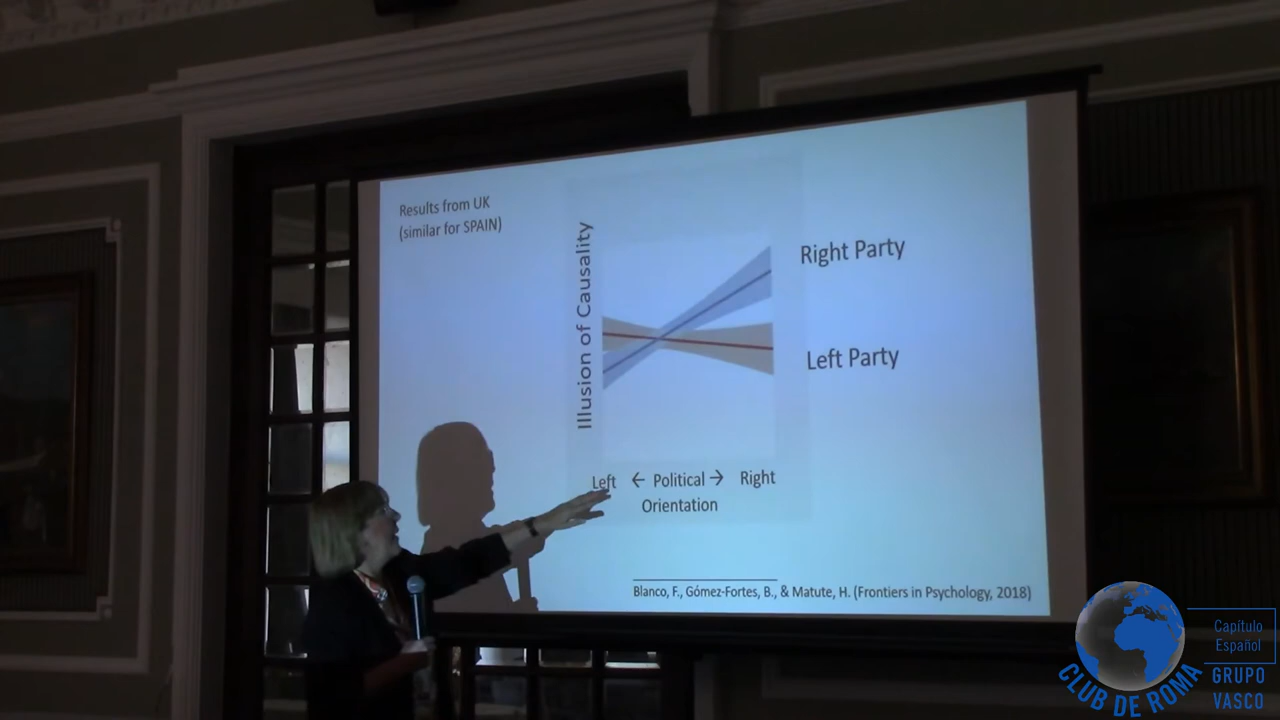 Results from UK
(similar for SPAIN)
Illusion of Causality
Right Party
Left Party
Left ← Political → Right
Orientation
Blanco, F., Gómez-Fortes, B., & Matute, H. (Frontiers in Psychology, 2018)
CLUB DE ROMA
Capítulo
Español
GRUPO
VASCO